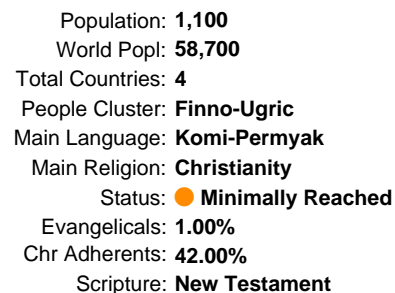 Population: 1,100
World Popl: 58,700
Total Countries: 4
People Cluster: Finno-Ugric
Main Language: Komi-Permyak
Main Religion: Christianity
Status: Minimally Reached
Evangelicals: 1.00%
Chr Adherents: 42.00%
Scripture: New Testament